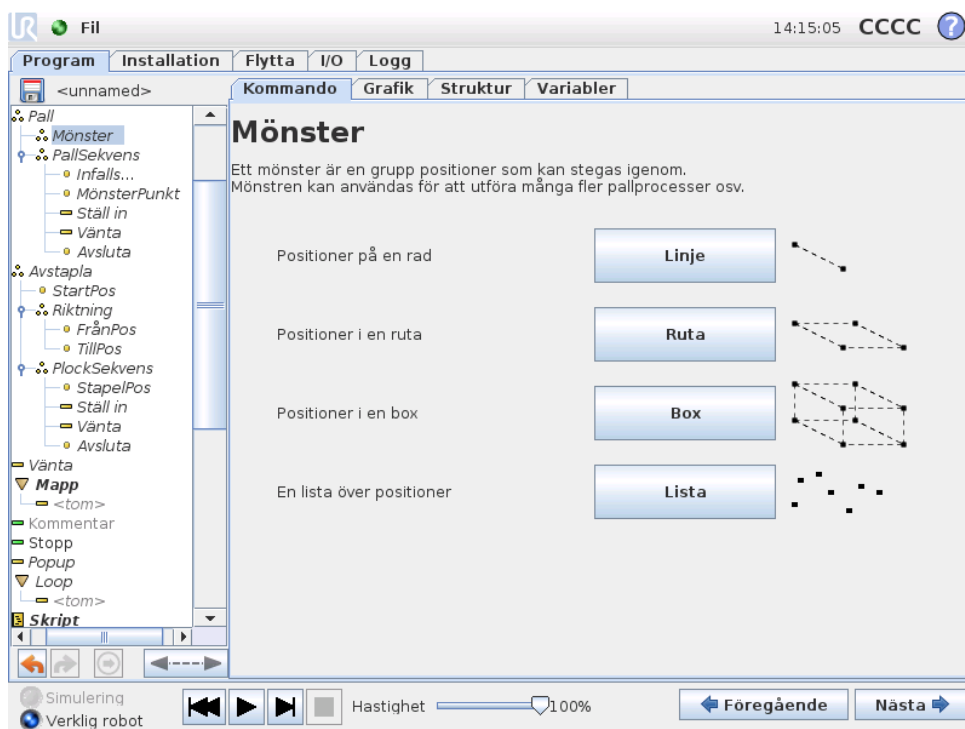 UR Fil 14:15:05 CCCC ?
Program Installation Flytta I/O Logg
<unnamed>
Kommando Grafik Struktur Variabler
Pall
Mönster
PallSekvens
Infalls...
MönsterPunkt
Ställ in
Vänta
Avsluta
Avstapla
StartPos
Riktning
FrånPos
TillPos
PlockSekvens
StapelPos
Ställ in
Vänta
Avsluta
Vänta
Mapp
<tom>
Kommentar
Stopp
Popup
Loop
<tom>
Skript
Mönster
Ett mönster är en grupp positioner som kan stegas igenom.
Mönstren kan användas för att utföra många fler pallprocesser osv.
Positioner på en rad Linje
Positioner i en ruta Ruta
Positioner i en box Box
En lista över positioner Lista
Simulering
Verklig robot
Hastighet 100%
Föregående Nästa